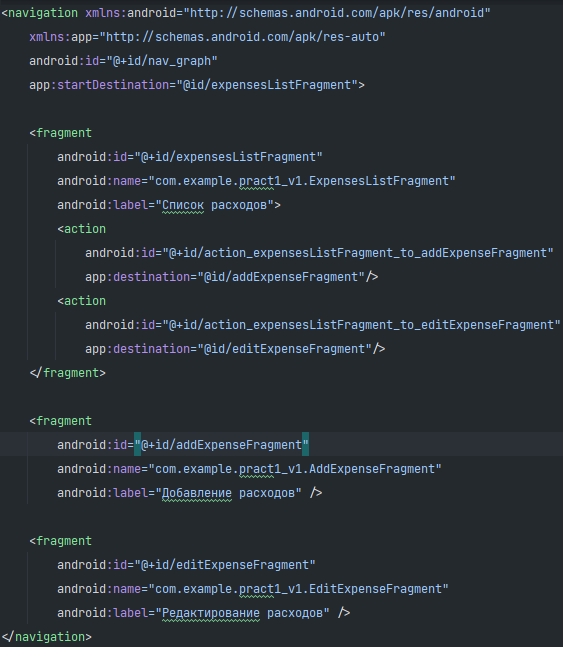 <navigation xmlns:android="http://schemas.android.com/apk/res/android"
xmlns:app="http://schemas.android.com/apk/res-auto"
android:id="@+id/nav_graph"
app:startDestination="@id/expensesListFragment">
<fragment
android:id="@+id/expensesListFragment"
android:name="com.example.pract1_v1.ExpensesListFragment"
android:label="Список расходов">
<action
android:id="@+id/action_expensesListFragment_to_addExpenseFragment"
app:destination="@id/addExpenseFragment"/>
<action
android:id="@+id/action_expensesListFragment_to_editExpenseFragment"
app:destination="@id/editExpenseFragment"/>
</fragment>
<fragment
android:id="@+id/addExpenseFragment"
android:name="com.example.pract1_v1.AddExpenseFragment"
android:label="Добавление расходов" />
<fragment
android:id="@+id/editExpenseFragment"
android:name="com.example.pract1_v1.EditExpenseFragment"
android:label="Редактирование расходов" />
</navigation>